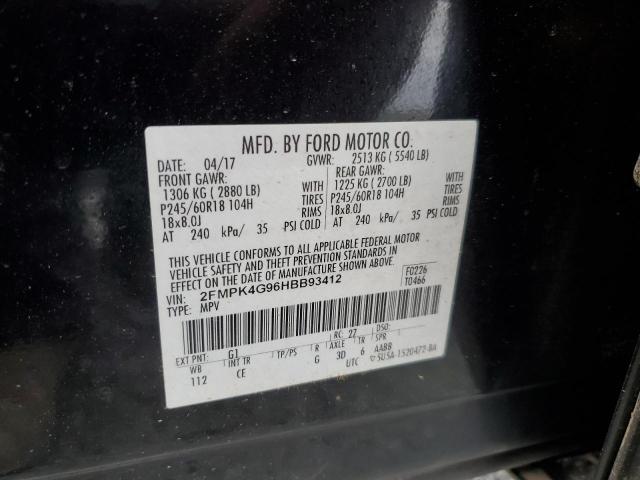 MFD. BY FORD MOTOR CO.
DATE: 04/17 GVWR: 2513 KG ( 5540 LB)
FRONT GAWR: REAR GAWR:
1306 KG ( 2880 LB) WITH 1225 KG ( 2700 LB) WITH
P245/60R18 104H TIRES P245/60R18 104H TIRES
18x8.0J RIMS 18x8.0J RIMS
AT 240 kPa/ 35 PSI COLD AT 240 kPa/ 35 PSI COLD
THIS VEHICLE CONFORMS TO ALL APPLICABLE FEDERAL MOTOR
VEHICLE SAFETY AND THEFT PREVENTION STANDARDS IN
EFFECT ON THE DATE OF MANUFACTURE SHOWN ABOVE.
VIN: 2FMPK4G96HBB93412 F0226
TYPE: MPV T0466
EXT PNT: G1 RC: 27 DSO:
WB INT TR TP/PS R AXLE TR SPR
112 CE G 3D 6 AABB
UTC 5U5A-1520472-BA